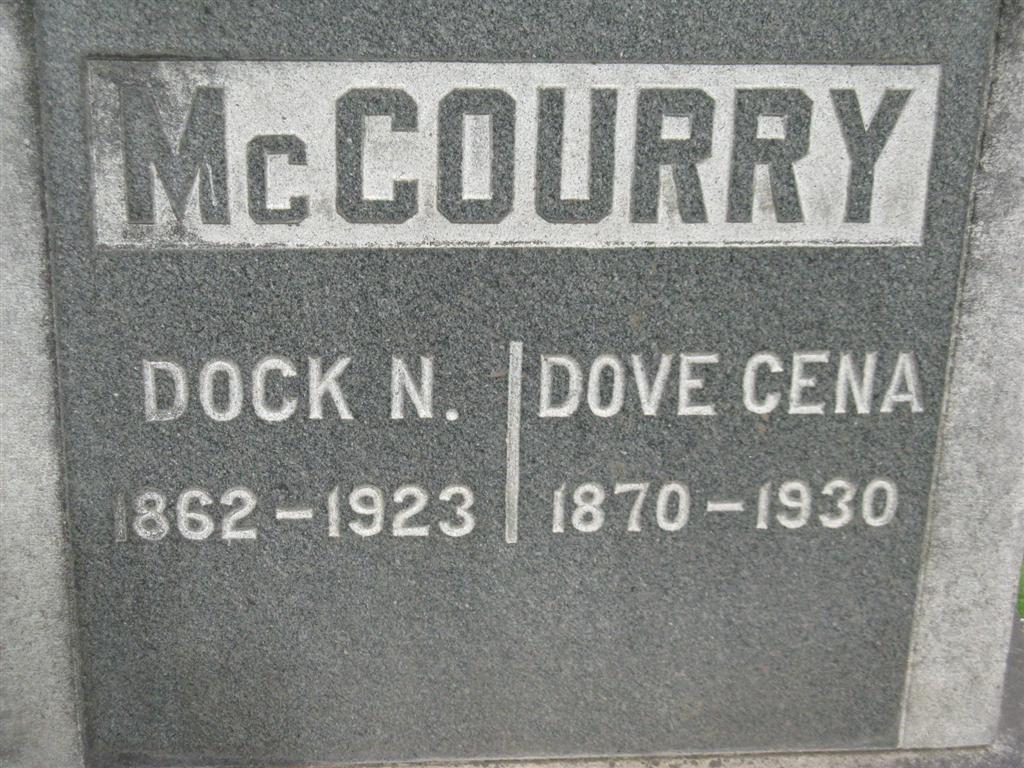 McCOURRY
DOCK N.
1862 – 1923
DOVE CENA
1870 – 1930